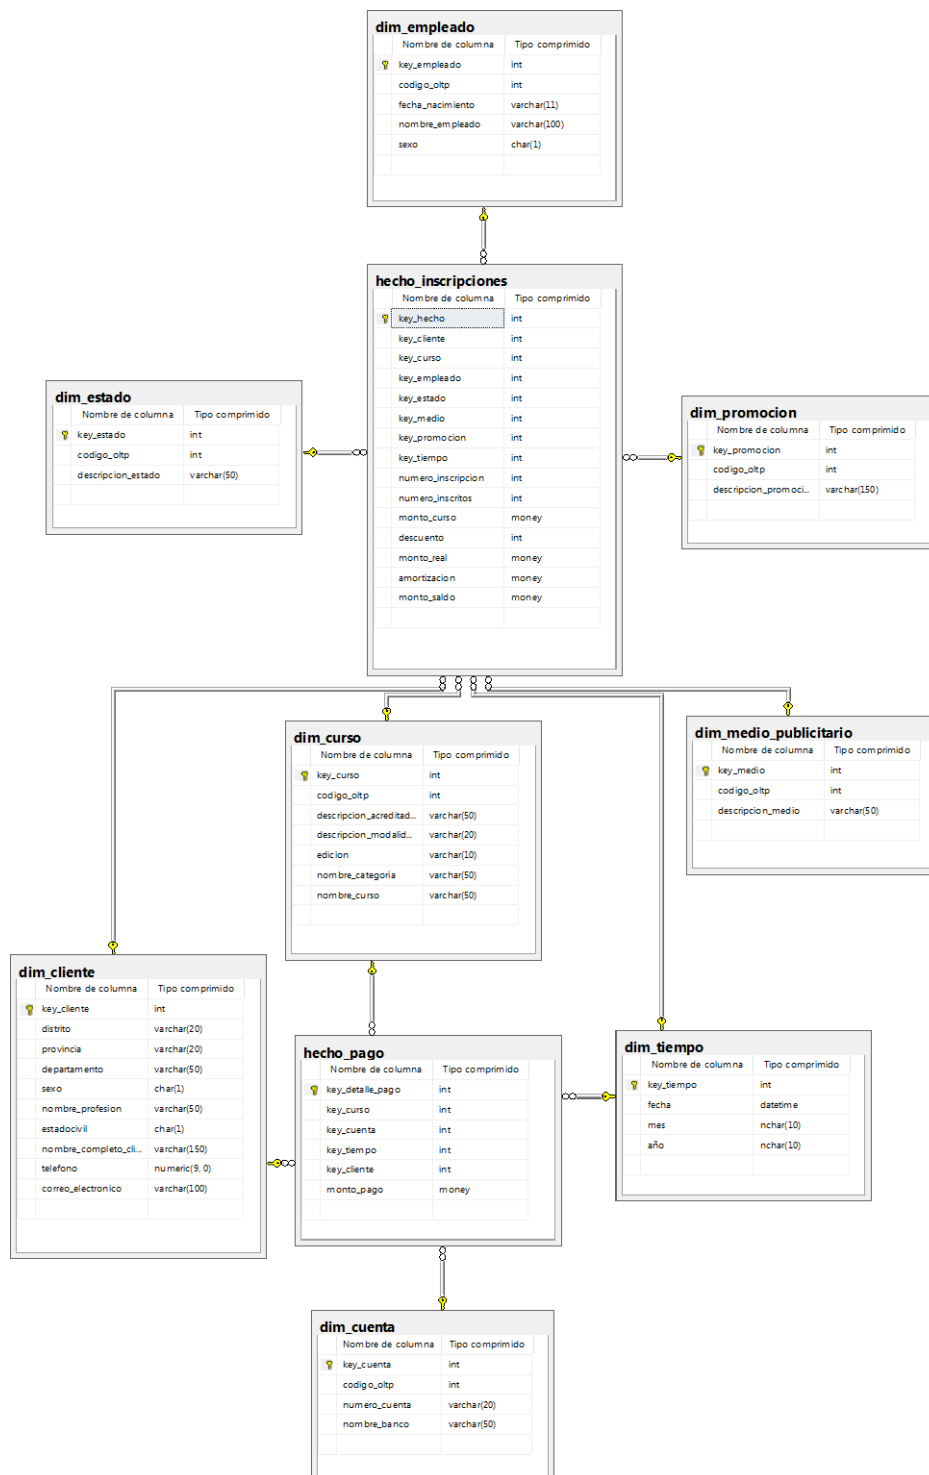 dim_empleado
Nombre de columna Tipo comprimido
key_empleado int
codigo_oltp int
fecha_nacimiento varchar(11)
nombre_empleado varchar(100)
sexo char(1)
hecho_inscripciones
Nombre de columna Tipo comprimido
key_hecho int
key_cliente int
key_curso int
key_empleado int
key_estado int
key_medio int
key_promocion int
key_tiempo int
numero_inscripcion int
numero_inscritos int
monto_curso money
descuento int
monto_real money
amortizacion money
monto_saldo money
dim_estado
Nombre de columna Tipo comprimido
key_estado int
codigo_oltp int
descripcion_estado varchar(50)
dim_promocion
Nombre de columna Tipo comprimido
key_promocion int
codigo_oltp int
descripcion_promoci... varchar(150)
dim_curso
Nombre de columna Tipo comprimido
key_curso int
codigo_oltp int
descripcion_acreditad... varchar(50)
descripcion_modalid... varchar(20)
edicion varchar(10)
nombre_categoria varchar(50)
nombre_curso varchar(50)
dim_medio_publicitario
Nombre de columna Tipo comprimido
key_medio int
codigo_oltp int
descripcion_medio varchar(50)
dim_cliente
Nombre de columna Tipo comprimido
key_cliente int
distrito varchar(20)
provincia varchar(20)
departamento varchar(50)
sexo char(1)
nombre_profesion varchar(50)
estadocivil char(1)
nombre_completo_cli... varchar(150)
telefono numeric(9, 0)
correo_electronico varchar(100)
hecho_pago
Nombre de columna Tipo comprimido
key_detalle_pago int
key_curso int
key_cuenta int
key_tiempo int
key_cliente int
monto_pago money
dim_tiempo
Nombre de columna Tipo comprimido
key_tiempo int
fecha datetime
mes nchar(10)
año nchar(10)
dim_cuenta
Nombre de columna Tipo comprimido
key_cuenta int
codigo_oltp int
numero_cuenta varchar(20)
nombre_banco varchar(50)